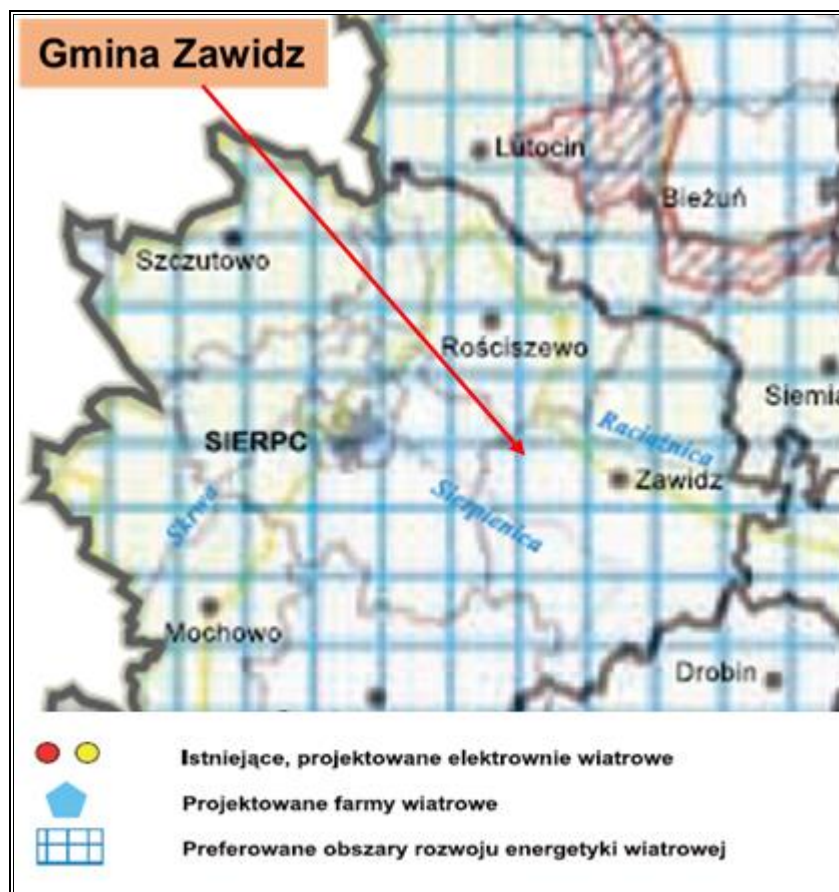 Gmina Zawidz
Lutocin
Bieżuń
Szczutowo
Rościszewo
Siemia
SIERPC
Raciążnica
Zawidz
Skrwa
Sierpienica
Mochowo
Drobin
Istniejące, projektowane elektrownie wiatrowe
Projektowane farmy wiatrowe
Preferowane obszary rozwoju energetyki wiatrowej